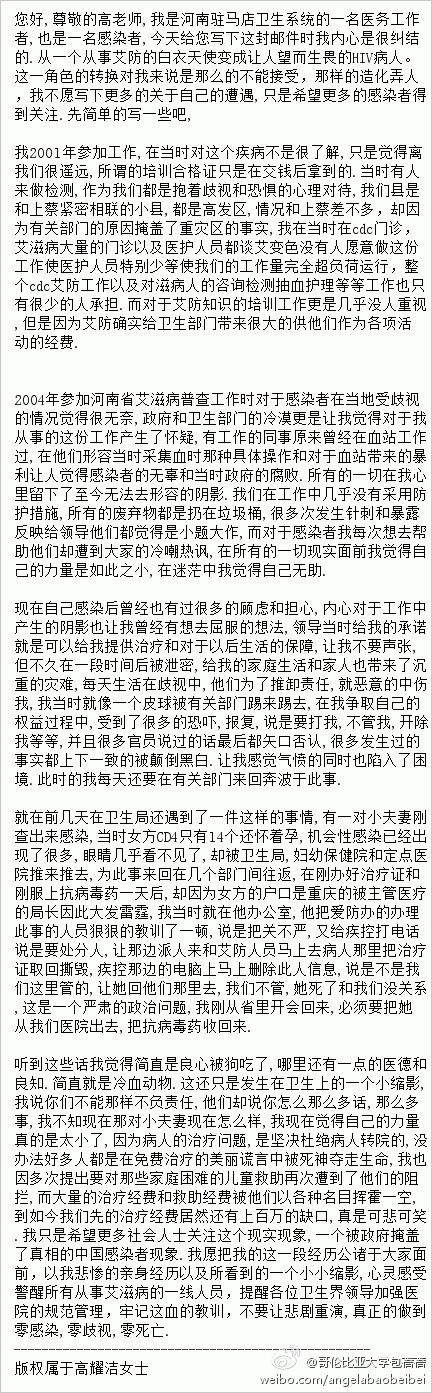 您好，尊敬的高老师，我是河南驻马店卫生系统的一名医务工作
者，也是一名感染者，今天给您写下这封邮件时我内心是很纠结
的．从一个从事艾防的白衣天使变成让人望而生畏的HIV病人。
这一角色的转换对我来说是那么的不能接受，那样的造化弄人
，我不愿写下更多的关于自己的遭遇，只是希望更多的感染者得
到关注．先简单的写一些吧，
我2001年参加工作，在当时对这个疾病不是很了解，只是觉得离
我们很遥远，所谓的培训合格证只是在交钱后拿到的．当时有人
来做检测，作为我们都是抱着歧视和恐惧的心理对待，我们县是
和上蔡紧密相联的小县，都是高发区，情况和上蔡差不多，却因
为有关部门的原因掩盖了重灾区的事实，我在当时在cdc门诊，
艾滋病大量的门诊以及医护人员都谈艾变色没有人愿意做这份
工作使医护人员特别少等使我们的工作量完全超负荷运行，整
个cdc艾防工作以及对滋病人的咨询检测抽血护理等等工作也只
有很少的人承担．而对于艾防知识的培训工作更是几乎没人重视
，但是因为艾防确实给卫生部门带来很大的供他们作为各项活
动的经费．
2004年参加河南省艾滋病普查工作时对于感染者在当地受歧视
的情况觉得很无奈，政府和卫生部门的冷漠更是让我觉得对于我
从事的这份工作产生了怀疑，有工作的同事原来曾经在血站工作
过，在他们形容当时采集血时那种具体操作和对于血站带来的暴
利让人觉得感染者的无辜和当时政府的腐败．所有的一切在我心
里留下了至今无法去形容的阴影．我们在工作中几乎没有采用防
护措施，所有的废弃物都是扔在垃圾桶，很多次发生针刺和暴露
反映给领导他们都觉得是小题大作，而对于感染者我每次想去帮
助他们却遭到大家的冷嘲热讽，在所有的一切现实面前我觉得自
己的力量是如此之小，在迷茫中我觉得自己无助．
现在自己感染后曾经也有过很多的顾虑和担心，内心对于工作中
产生的阴影也让我曾经有想去屈服的想法，领导当时给我的承诺
就是可以给我提供治疗和对于以后生活的保障，让我不要声张，
但不久在一段时间后被泄密，给我的家庭生活和家人也带来了沉
重的灾难，每天生活在歧视中，他们为了推卸责任，就恶意的中伤
我，我当时就像一个皮球被有关部门踢来踢去，在我争取自己的
权益过程中，受到了很多的恐吓，报复，说是要打我，不管我，开除
我等等，并且很多官员说过的话最后都矢口否认，很多发生过的
事实都上下一致的被颠倒黑白．让我感觉气愤的同时也陷入了困
境．此时的我每天还要在有关部门来回奔波于此事．
就在前几天在卫生局还遇到了一件这样的事情，有一对小夫妻刚
查出来感染，当时女方CD4只有14个还怀着孕，机会性感染已经出
现了很多，眼睛几乎看不见了，却被卫生局，妇幼保健院和定点医
院推来推去，为此事来回在几个部门间往返，在刚办好治疗证和
刚服上抗病毒药一天后，却因为女方的户口是重庆的被主管医疗
的局长因此大发雷霆，我当时就在他办公室，他把爱防办的办理
此事的人员狠狠的教训了一顿，说是把关不严，又给疾控打电话
说是要处分人，让那边派人来和艾防人员马上去病人那里把治疗
证取回撕毁，疾控那边的电脑上马上删除此人信息，说是不是我
们这里管的，让她回他们那里去，我们不管，她死了和我们没关系
，这是一个严肃的政治问题，我刚从省里开会回来，必须要把她
从我们医院出去，把抗病毒药收回来．
听到这些话我觉得简直是良心被狗吃了，哪里还有一点的医德和
良知．简直就是冷血动物．这还只是发生在卫生上的一个小缩影，
我说你们不能那样不负责任，他们却说你怎么那么多话，那么多
事，我不知现在那对小夫妻现在怎么样，我现在觉得自己的力量
真的是太小了，因为病人的治疗问题，是坚决杜绝病人转院的，没
办法好多人都是在免费治疗的美丽谎言中被死神夺走生命，我也
因多次提出要对那些家庭困难的儿童救助再次遭到了他们的阻
拦，而大量的治疗经费和救助经费被他们以各种名目挥霍一空，
到如今我们先的治疗经费居然还有上百万的缺口，真是可悲可笑
．我只是希望更多社会人士关注这个现实现象，一个被政府掩盖
了真相的中国感染者现象．我愿把我的这一段经历公诸于大家面
前，以我悲惨的亲身经历以及所看到的一个小小缩影，心灵感受
警醒所有从事艾滋病的一线人员，提醒各位卫生界领导加强医
院的规范管理，牢记这血的教训，不要让悲剧重演，真正的做到
零感染，零歧视，零死亡．
版权属于高耀洁女士
@哥伦比亚大学包高高
weibo.com/angelabaobeibei